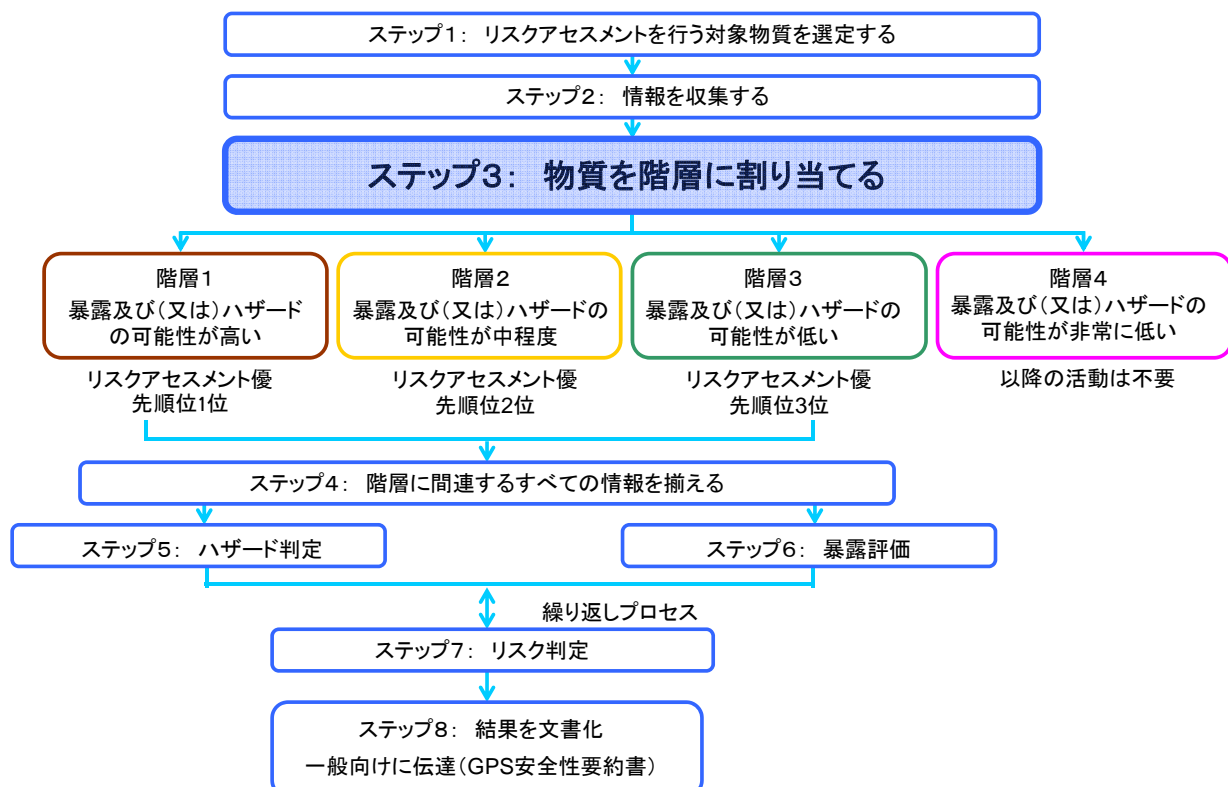 ステップ1: リスクアセスメントを行う対象物質を選定する
ステップ2: 情報を収集する
ステップ3: 物質を階層に割り当てる
階層1
暴露及び(又は)ハザード
の可能性が高い
階層2
暴露及び(又は)ハザードの
可能性が中程度
階層3
暴露及び(又は)ハザードの
可能性が低い
階層4
暴露及び(又は)ハザードの
可能性が非常に低い
リスクアセスメント優
先順位1位
リスクアセスメント優
先順位2位
リスクアセスメント優
先順位3位
以降の活動は不要
ステップ4: 階層に間連するすべての情報を揃える
ステップ5: ハザード判定
ステップ6: 暴露評価
繰り返しプロセス
ステップ7: リスク判定
ステップ8: 結果を文書化
一般向けに伝達(GPS安全性要約書)